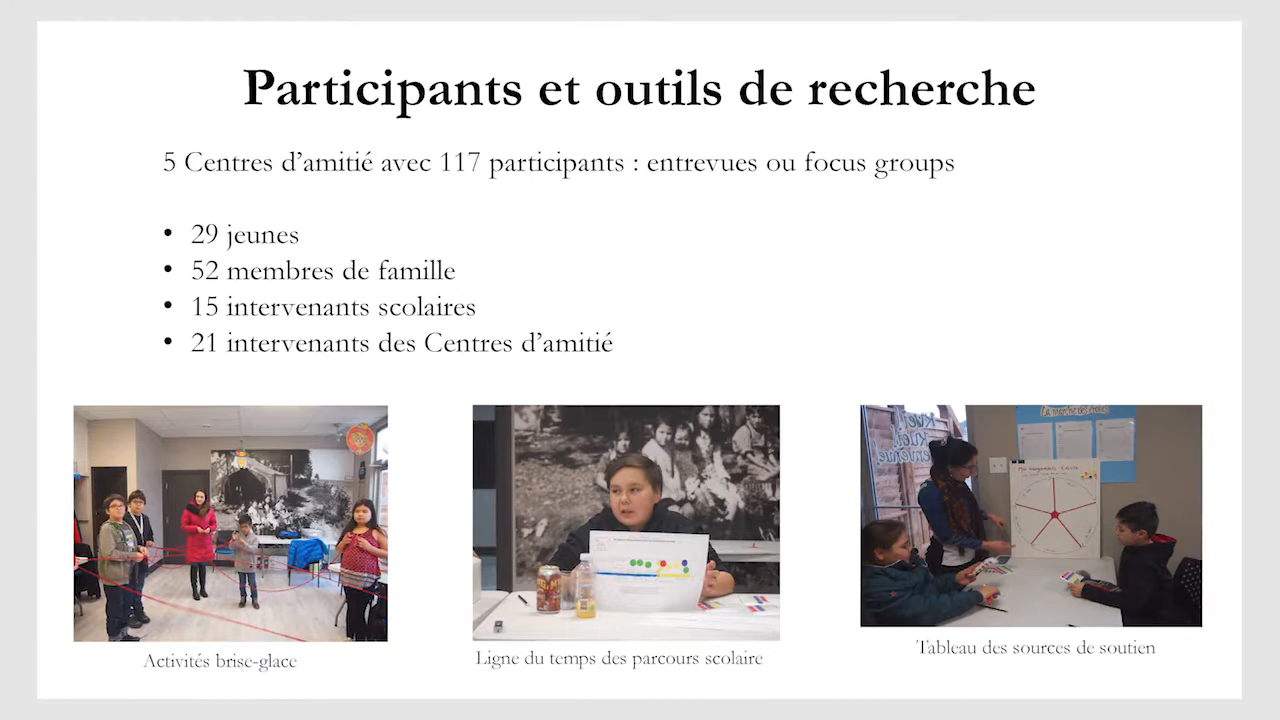 Participants et outils de recherche
5 Centres d'amitié avec 117 participants : entrevues ou focus groups
• 29 jeunes
• 52 membres de famille
• 15 intervenants scolaires
• 21 intervenants des Centres d'amitié
Activités brise-glace
Ligne du temps des parcours scolaire
Tableau des sources de soutien